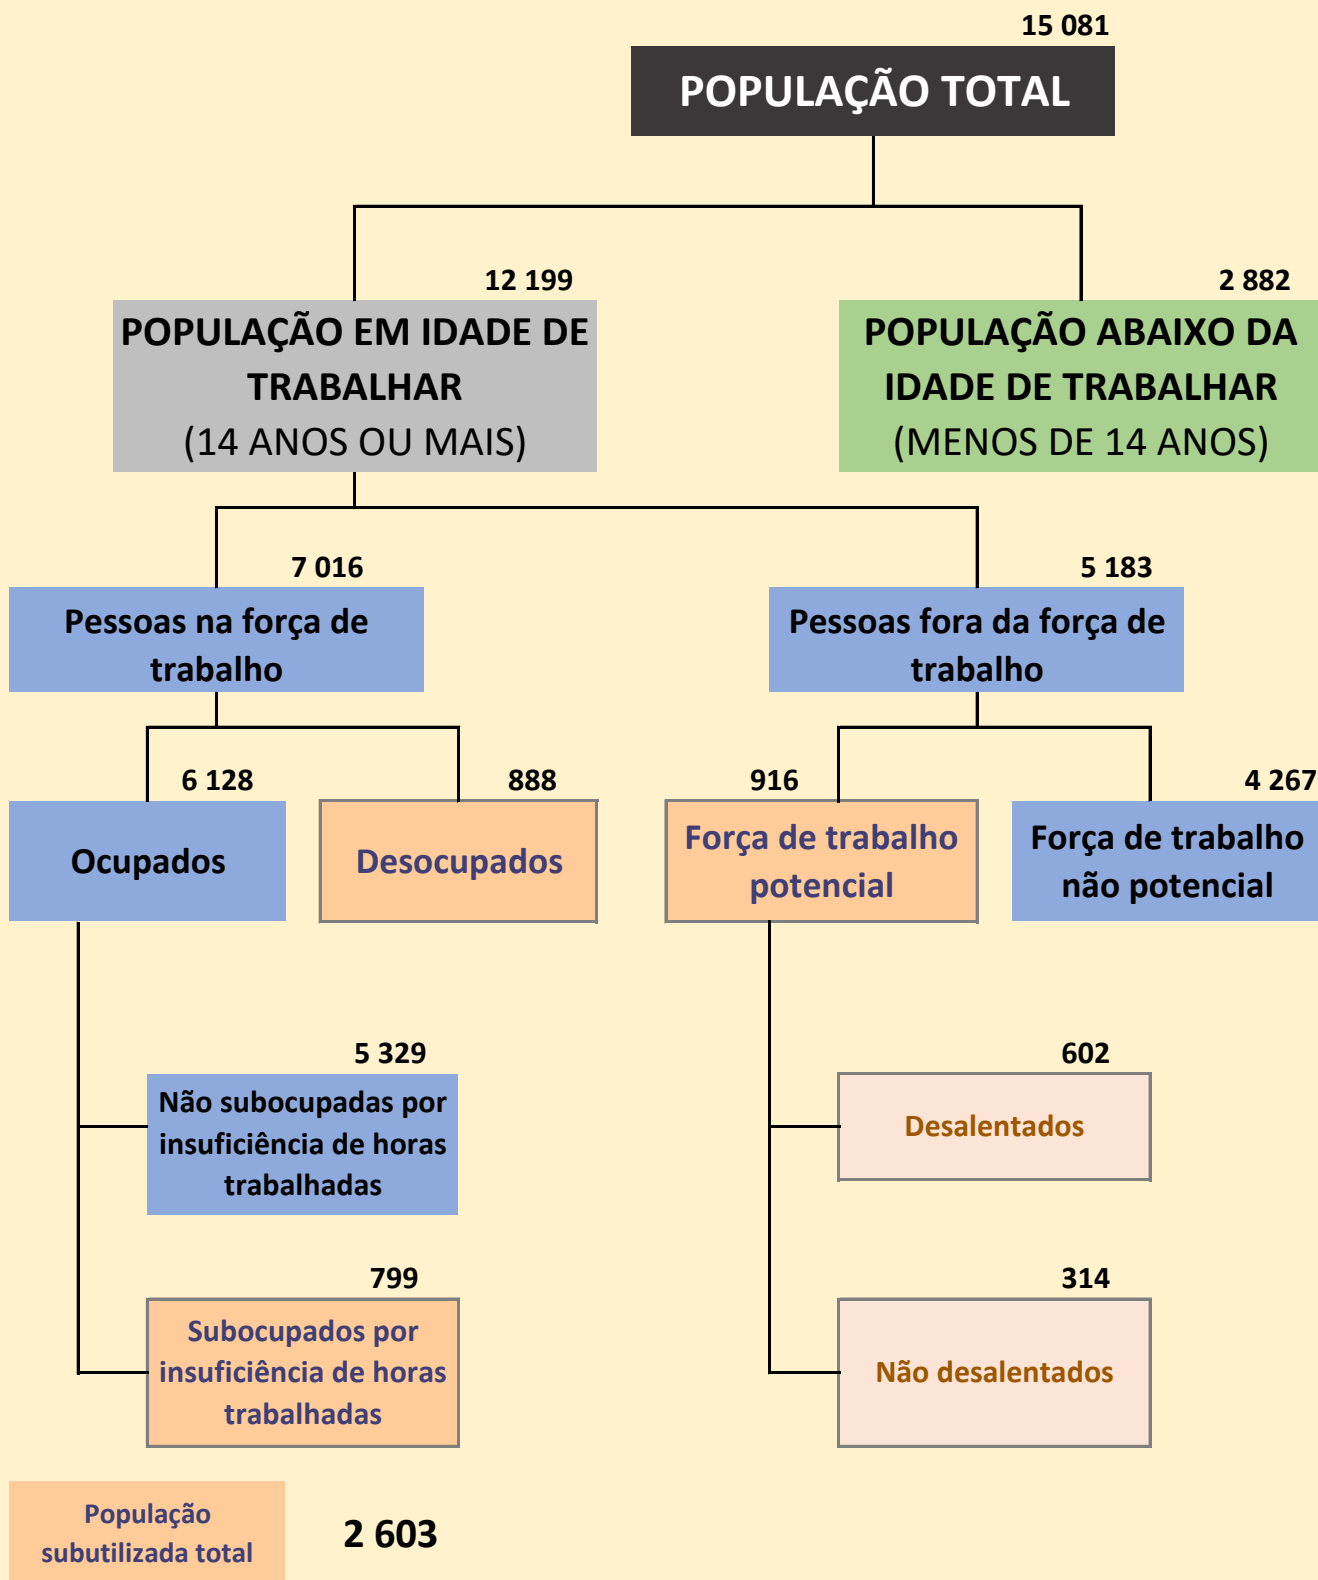 15 081
POPULAÇÃO TOTAL
12 199
POPULAÇÃO EM IDADE DE
TRABALHAR
(14 ANOS OU MAIS)
2 882
POPULAÇÃO ABAIXO DA
IDADE DE TRABALHAR
(MENOS DE 14 ANOS)
7 016
Pessoas na força de
trabalho
5 183
Pessoas fora da força de
trabalho
6 128
Ocupados
888
Desocupados
916
Força de trabalho
potencial
4 267
Força de trabalho
não potencial
5 329
Não subocupadas por
insuficiência de horas
trabalhadas
602
Desalentados
799
Subocupados por
insuficiência de horas
trabalhadas
314
Não desalentados
População
subutilizada total
2 603